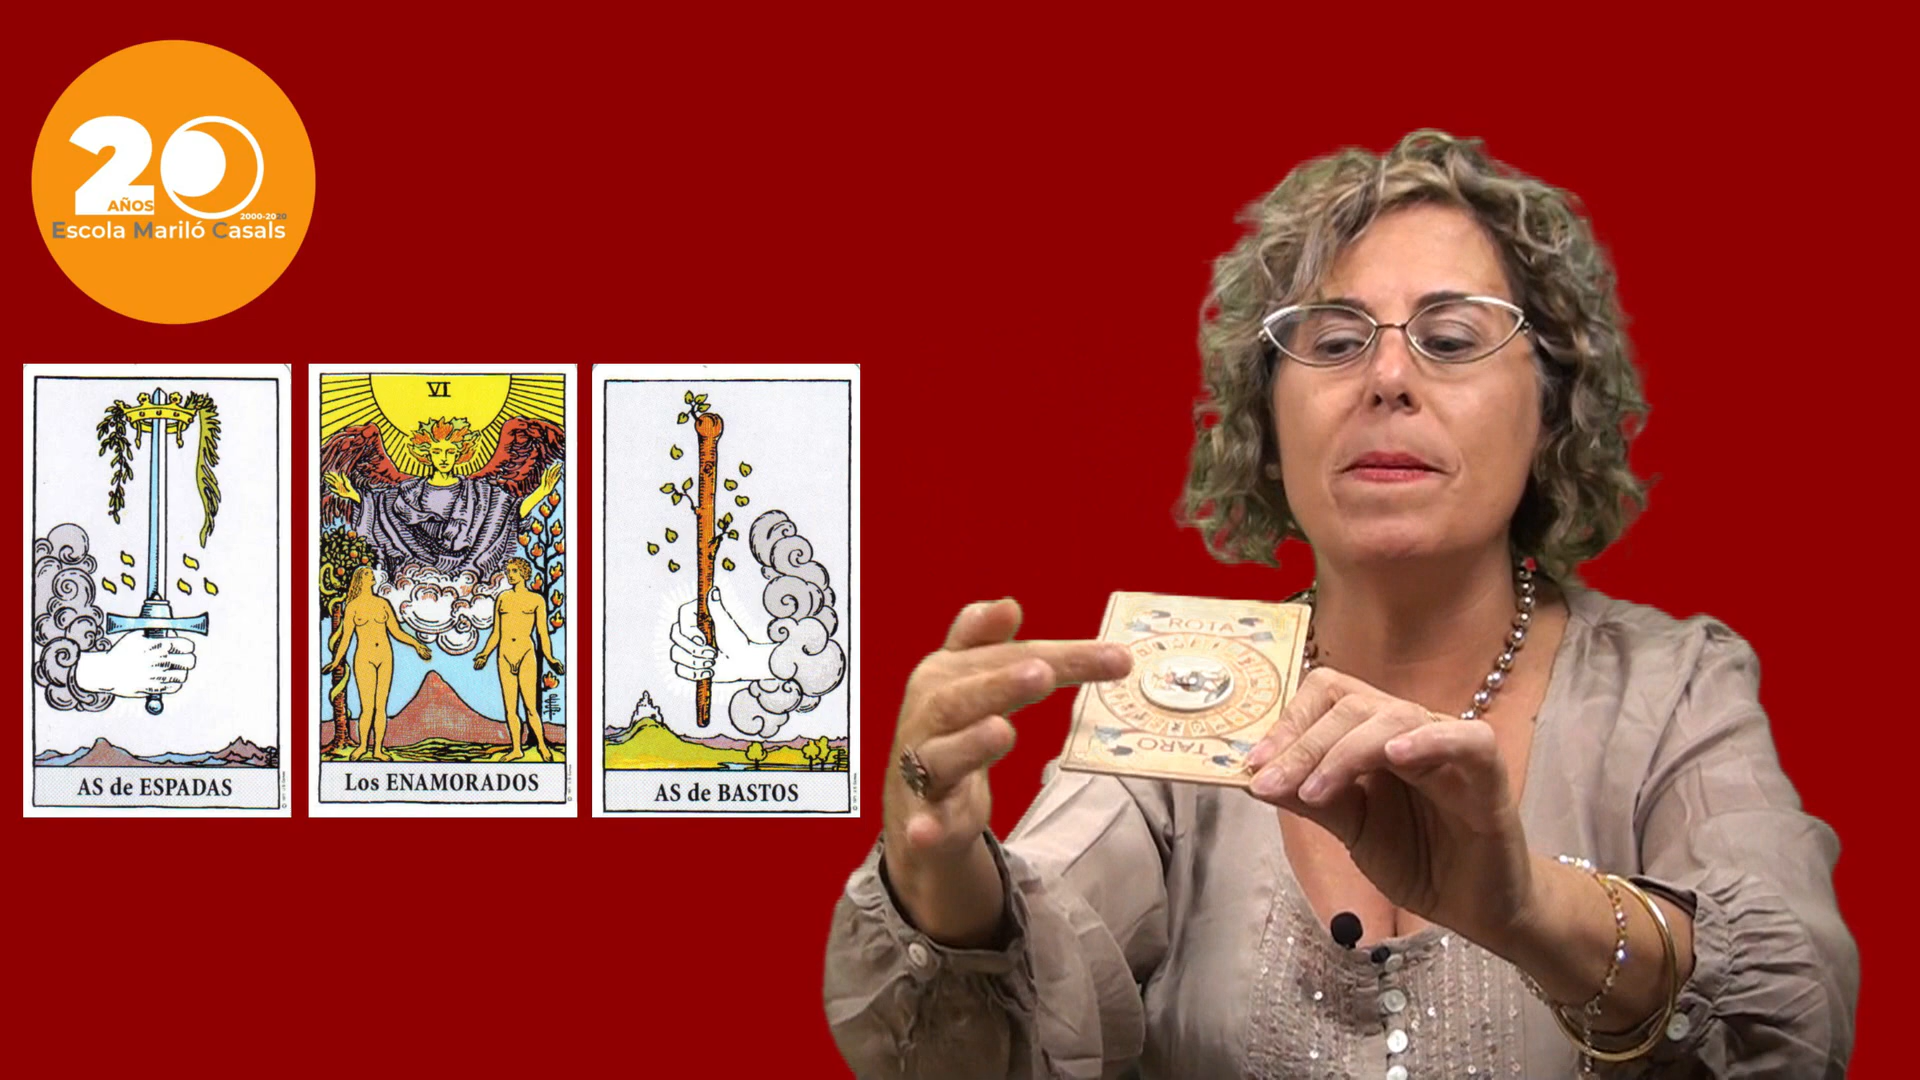 20
AÑOS
2000-2020
Escola Mariló Casals
AS de ESPADAS
VI
Los ENAMORADOS
AS de BASTOS
ROTA
TARO